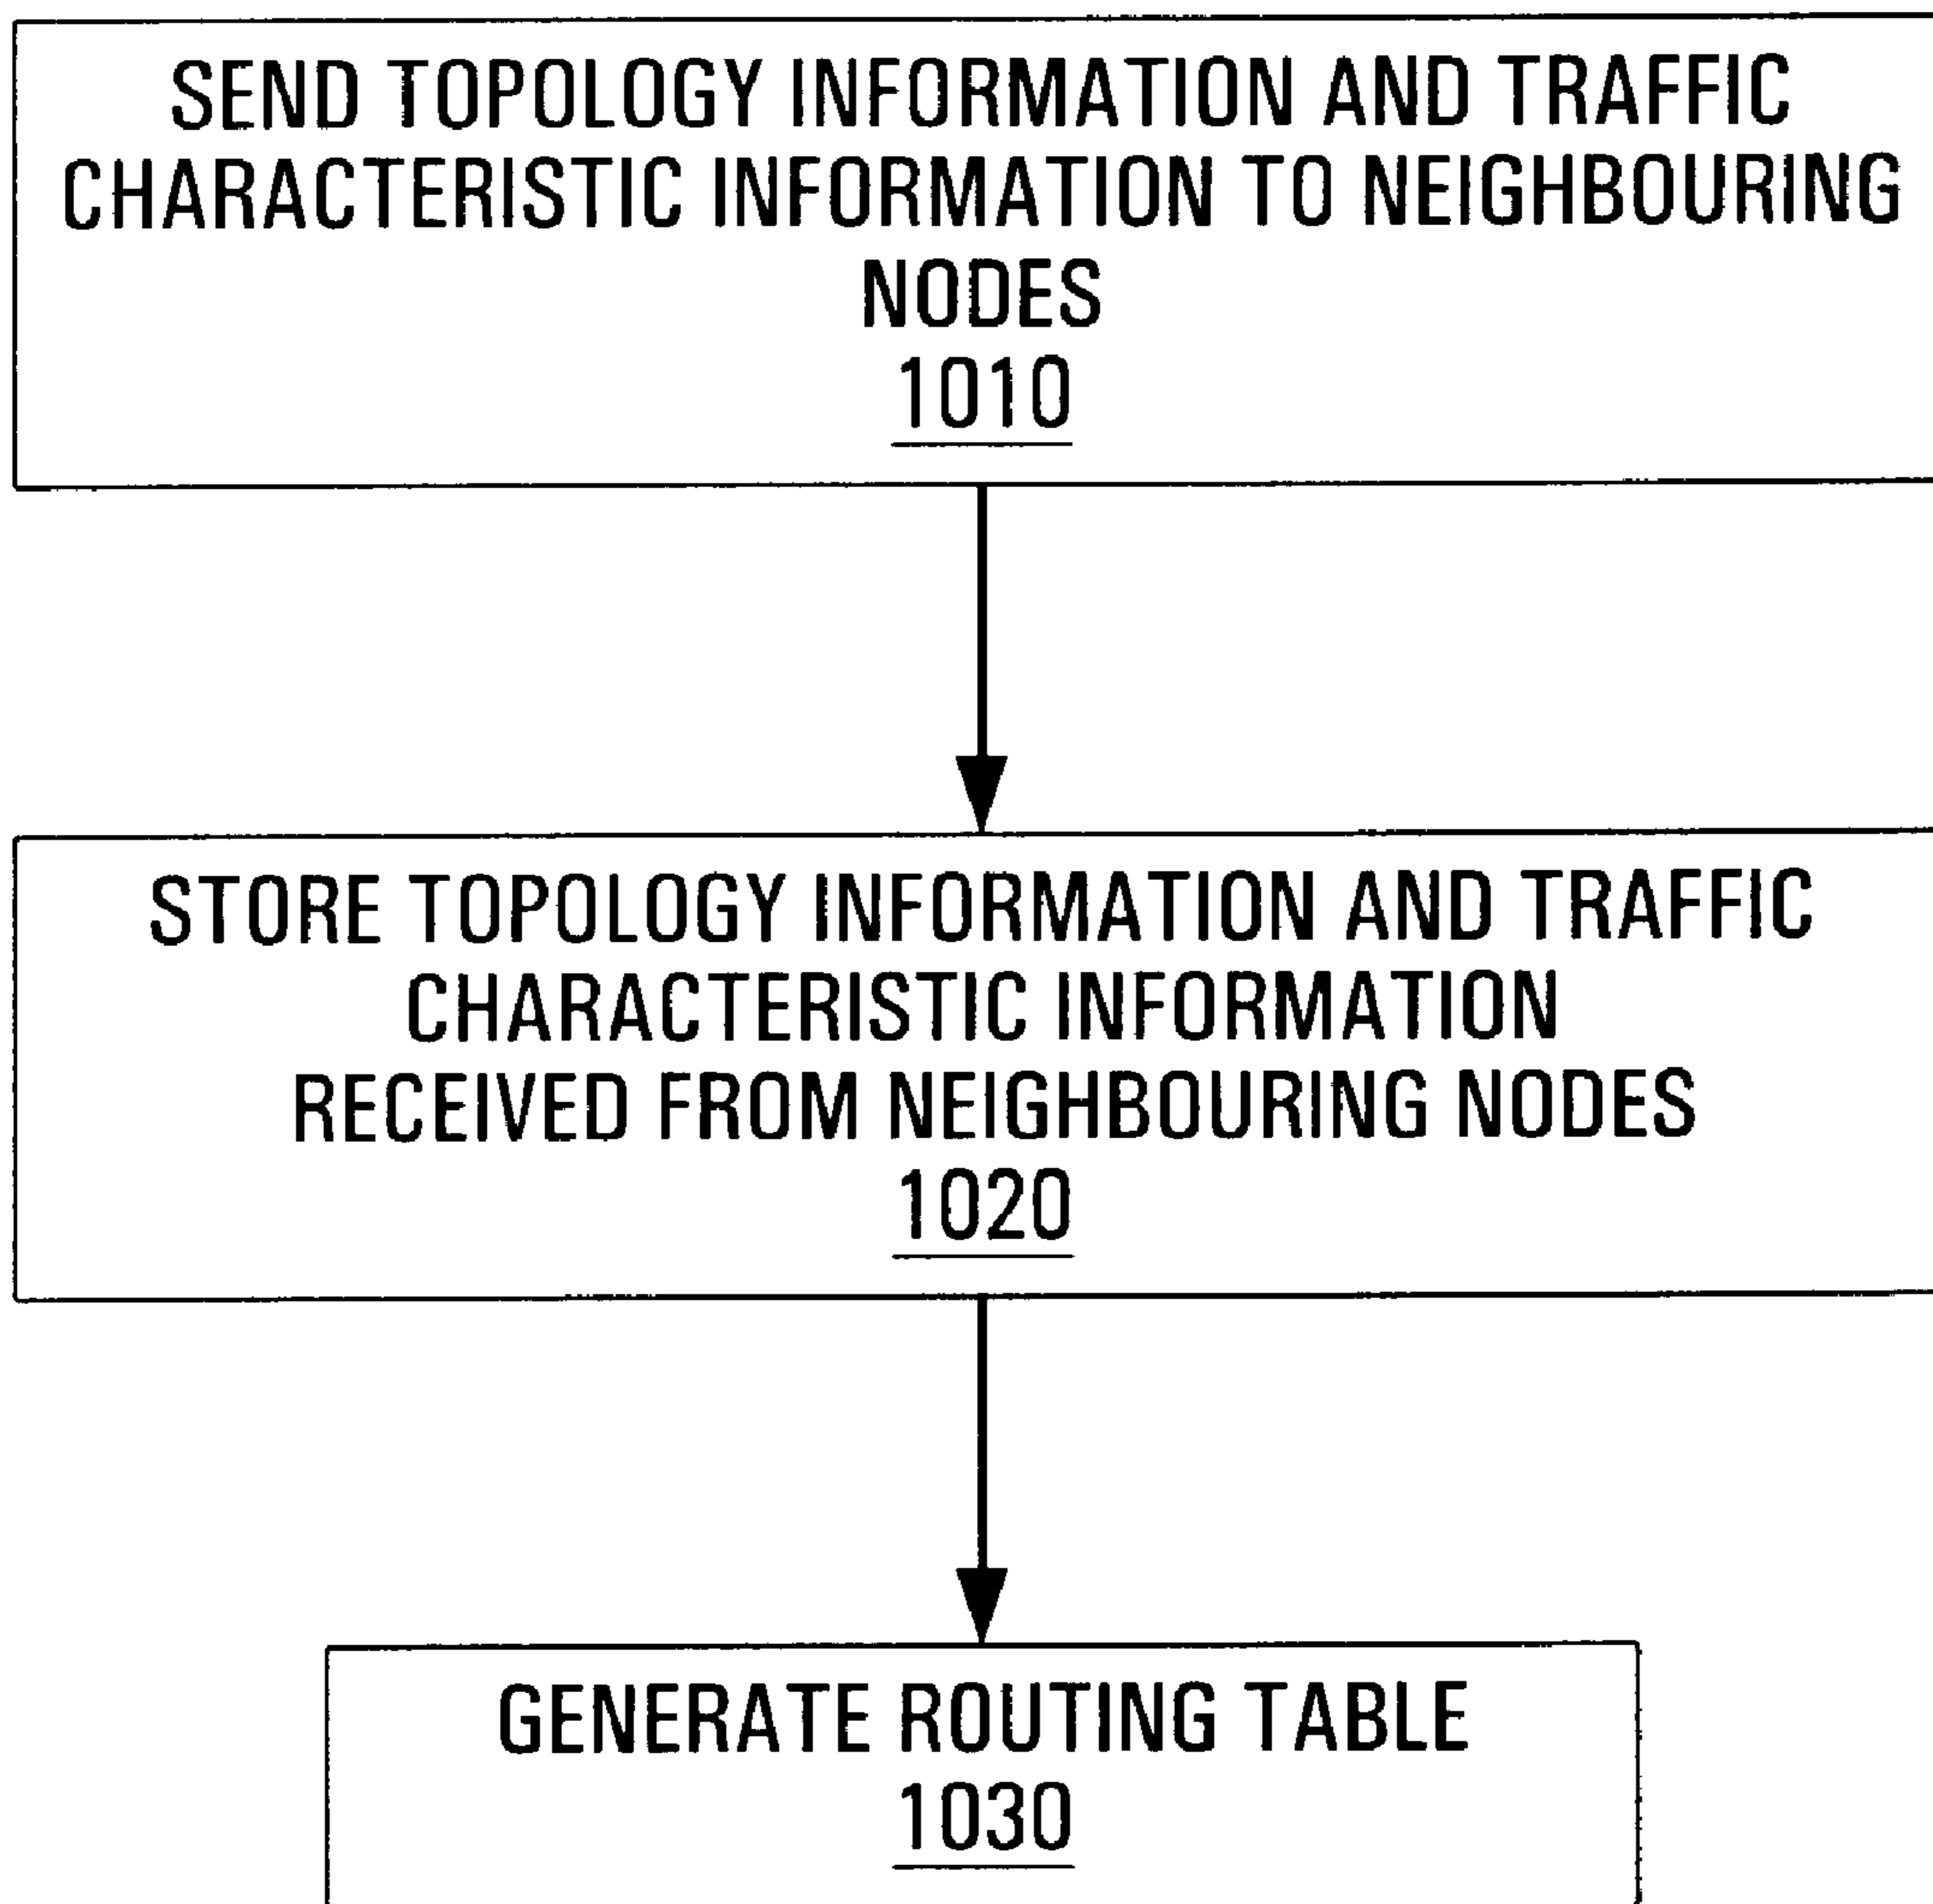 SEND TOPOLOGY INFORMATION AND TRAFFIC
CHARACTERISTIC INFORMATION TO NEIGHBOURING
NODES
1010
STORE TOPOLOGY INFORMATION AND TRAFFIC
CHARACTERISTIC INFORMATION
RECEIVED FROM NEIGHBOURING NODES
1020
GENERATE ROUTING TABLE
1030